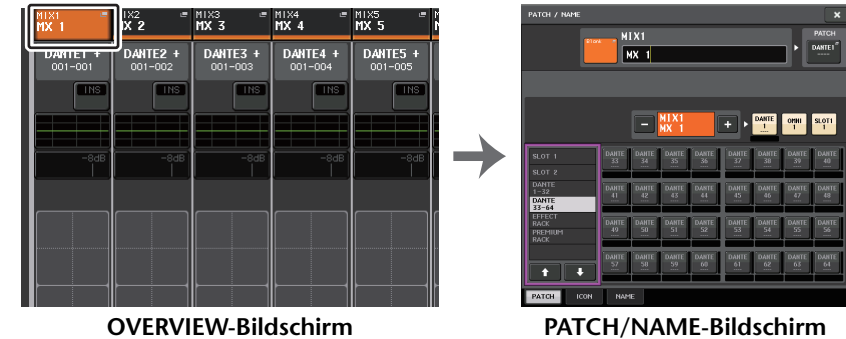 MIX1 MIX2 MIX3 MIX4 MIX5
MX 1 MX 2 MX 3 MX 4 MX 5
DANTE1 + DANTE2 + DANTE3 + DANTE4 + DANTE5 +
001-001 001-002 001-003 001-004 001-005
INS INS INS INS INS
-8dB -8dB -8dB -8dB
OVERVIEW-Bildschirm
PATCH / NAME
Blank MIX1 PATCH
MX 1 DANTE1
MIX1
MX 1
DANTE 1 OMNI 1 SLOT1 1
SLOT 1
SLOT 2
DANTE
1-32
DANTE
33-64
EFFECT
RACK
PREMIUM
RACK
DANTE 33 DANTE 34 DANTE 35 DANTE 36 DANTE 37 DANTE 38 DANTE 39 DANTE 40
DANTE 41 DANTE 42 DANTE 43 DANTE 44 DANTE 45 DANTE 46 DANTE 47 DANTE 48
DANTE 49 DANTE 50 DANTE 51 DANTE 52 DANTE 53 DANTE 54 DANTE 55 DANTE 56
DANTE 57 DANTE 58 DANTE 59 DANTE 60 DANTE 61 DANTE 62 DANTE 63 DANTE 64
PATCH ICON NAME
PATCH/NAME-Bildschirm